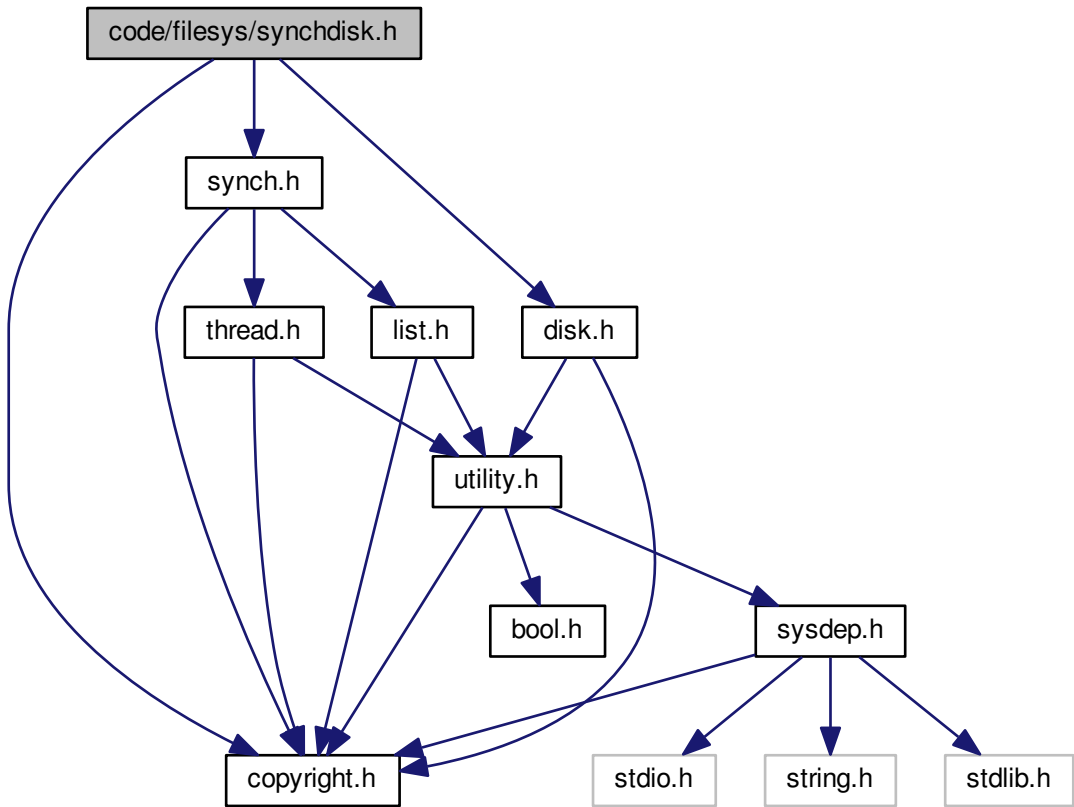 code/filesys/synchdisk.h
synch.h
thread.h
list.h
disk.h
utility.h
bool.h
sysdep.h
copyright.h
stdio.h
string.h
stdlib.h